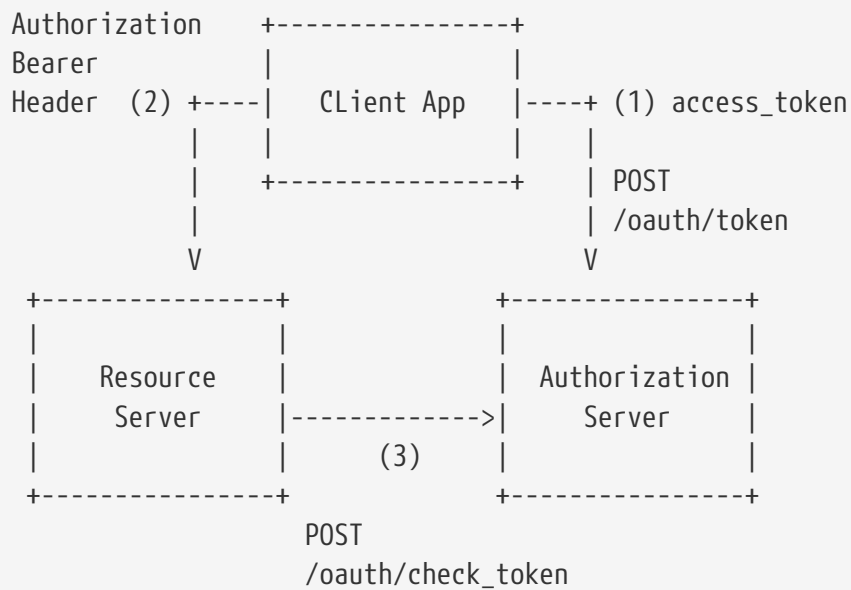 Authorization
Bearer
Header (2) CLient App (1) access_token
POST
/oauth/token
V V
Resource Authorization
Server Server
(3)
POST
/oauth/check_token